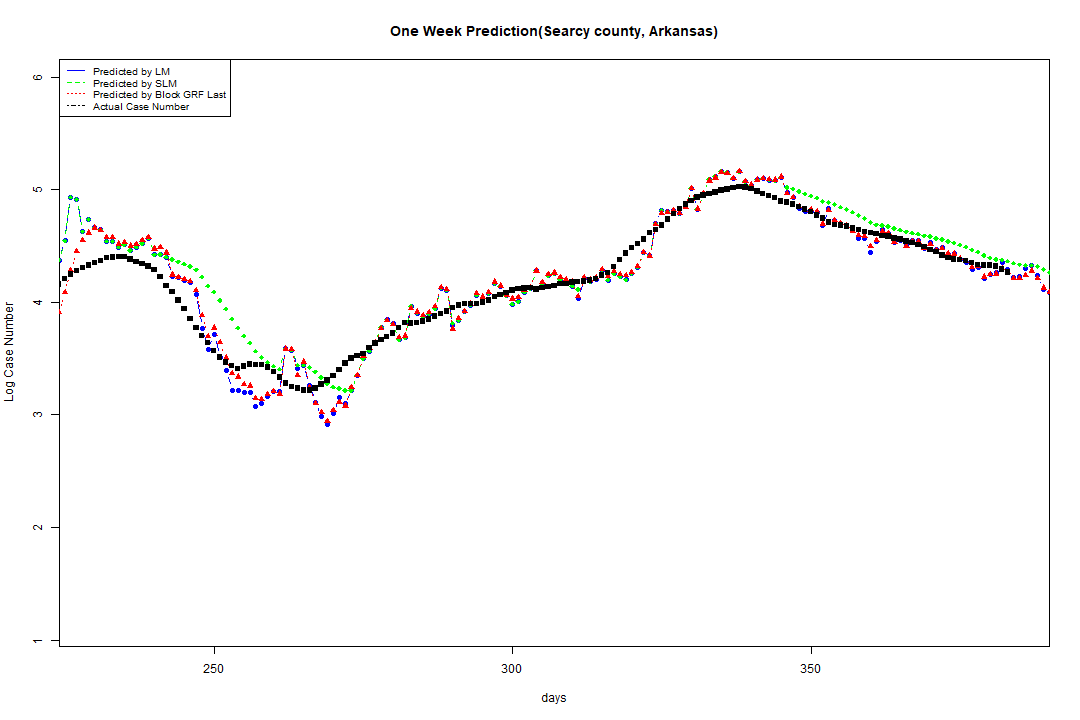 One Week Prediction(Searcy county, Arkansas)
Predicted by LM
Predicted by SLM
Predicted by Block GRF Last
Actual Case Number
6
5
4
3
2
1
Log Case Number
250
300
350
days